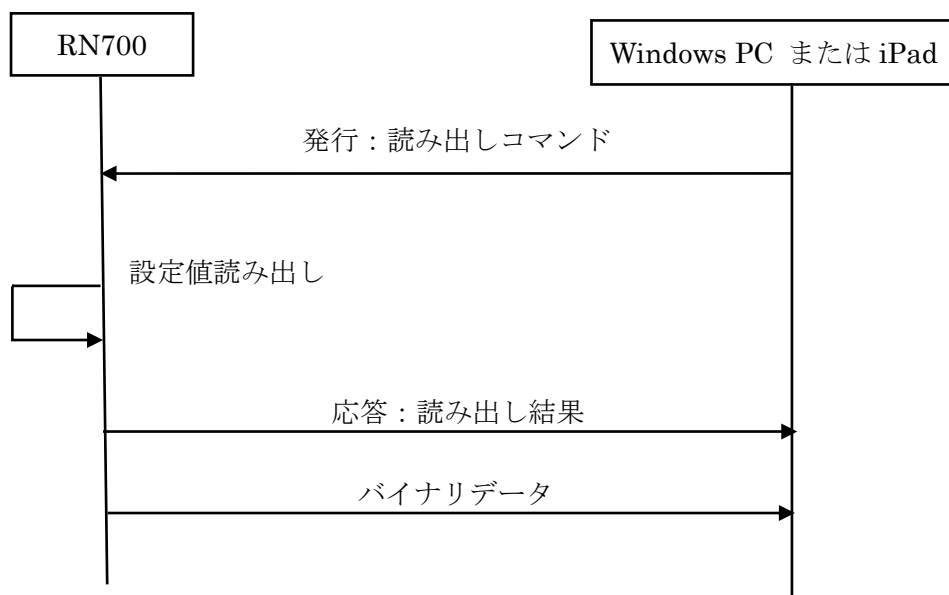 RN700
Windows PC または iPad
発行：読み出しコマンド
設定値読み出し
応答：読み出し結果
バイナリデータ